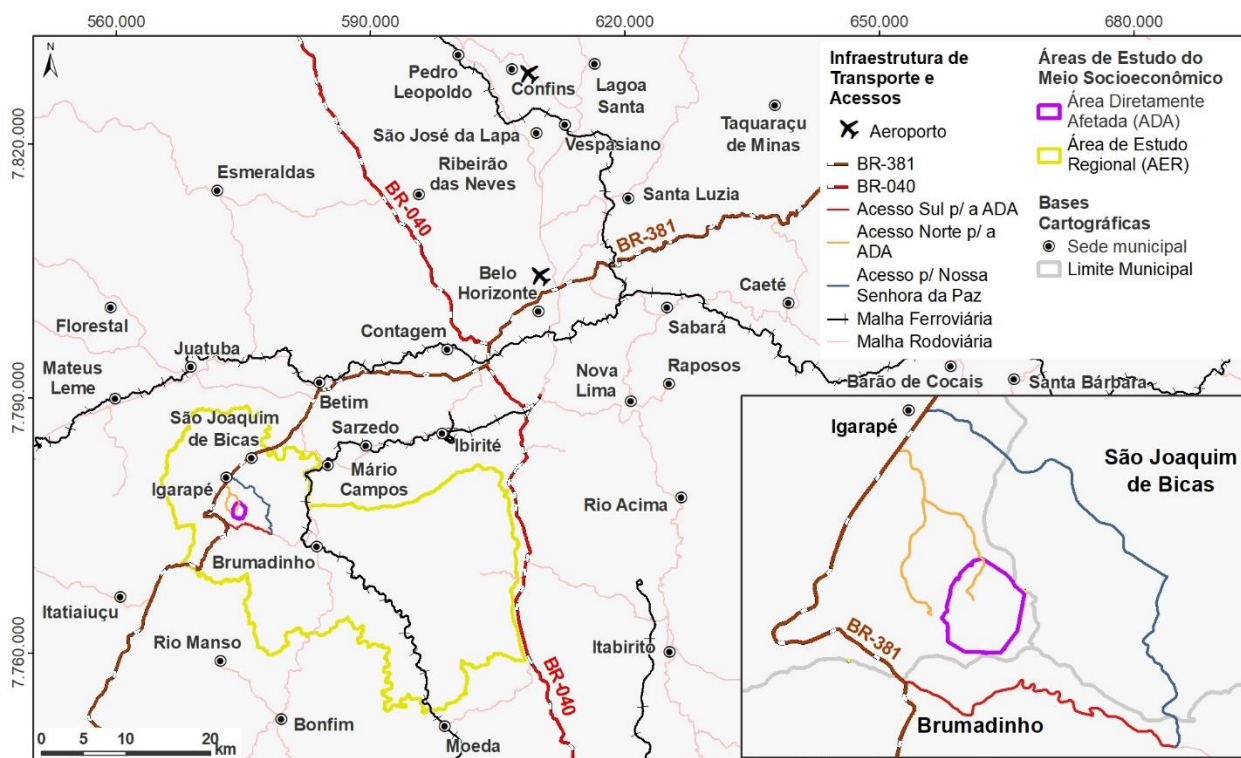 560.000
590.000
620.000
650.000
680.000
7.820.000
7.790.000
7.760.000
N
Pedro
Leopoldo
Confins
Lagoa
Santa
São José da Lapa
Vespasiano
Taquaraçu
de Minas
Ribeirão
das Neves
Esmeraldas
Santa Luzia
BR-040
BR-381
Belo
Horizonte
Caeté
Florestal
Contagem
Sabará
Juatuba
Raposos
Mateus
Leme
Nova
Lima
Barão de Cocais
Santa Bárbara
Betim
São Joaquim
de Bicas
Sarzedo
Ibirité
Mário
Campos
Igarapé
Rio Acima
Brumadinho
Itatiaiuçu
Rio Manso
Itabirito
BR-040
Bonfim
Moeda
0 5 10 20
km
Infraestrutura de
Transporte e
Acessos
Aeroporto
BR-381
BR-040
Acesso Sul p/ a ADA
Acesso Norte p/ a
ADA
Acesso p/ Nossa
Senhora da Paz
Malha Ferroviária
Malha Rodoviária
Áreas de Estudo do
Meio Socioeconômico
Área Diretamente
Afetada (ADA)
Área de Estudo
Regional (AER)
Bases
Cartográficas
Sede municipal
Limite Municipal
Igarapé
São Joaquim
de Bicas
BR-381
Brumadinho